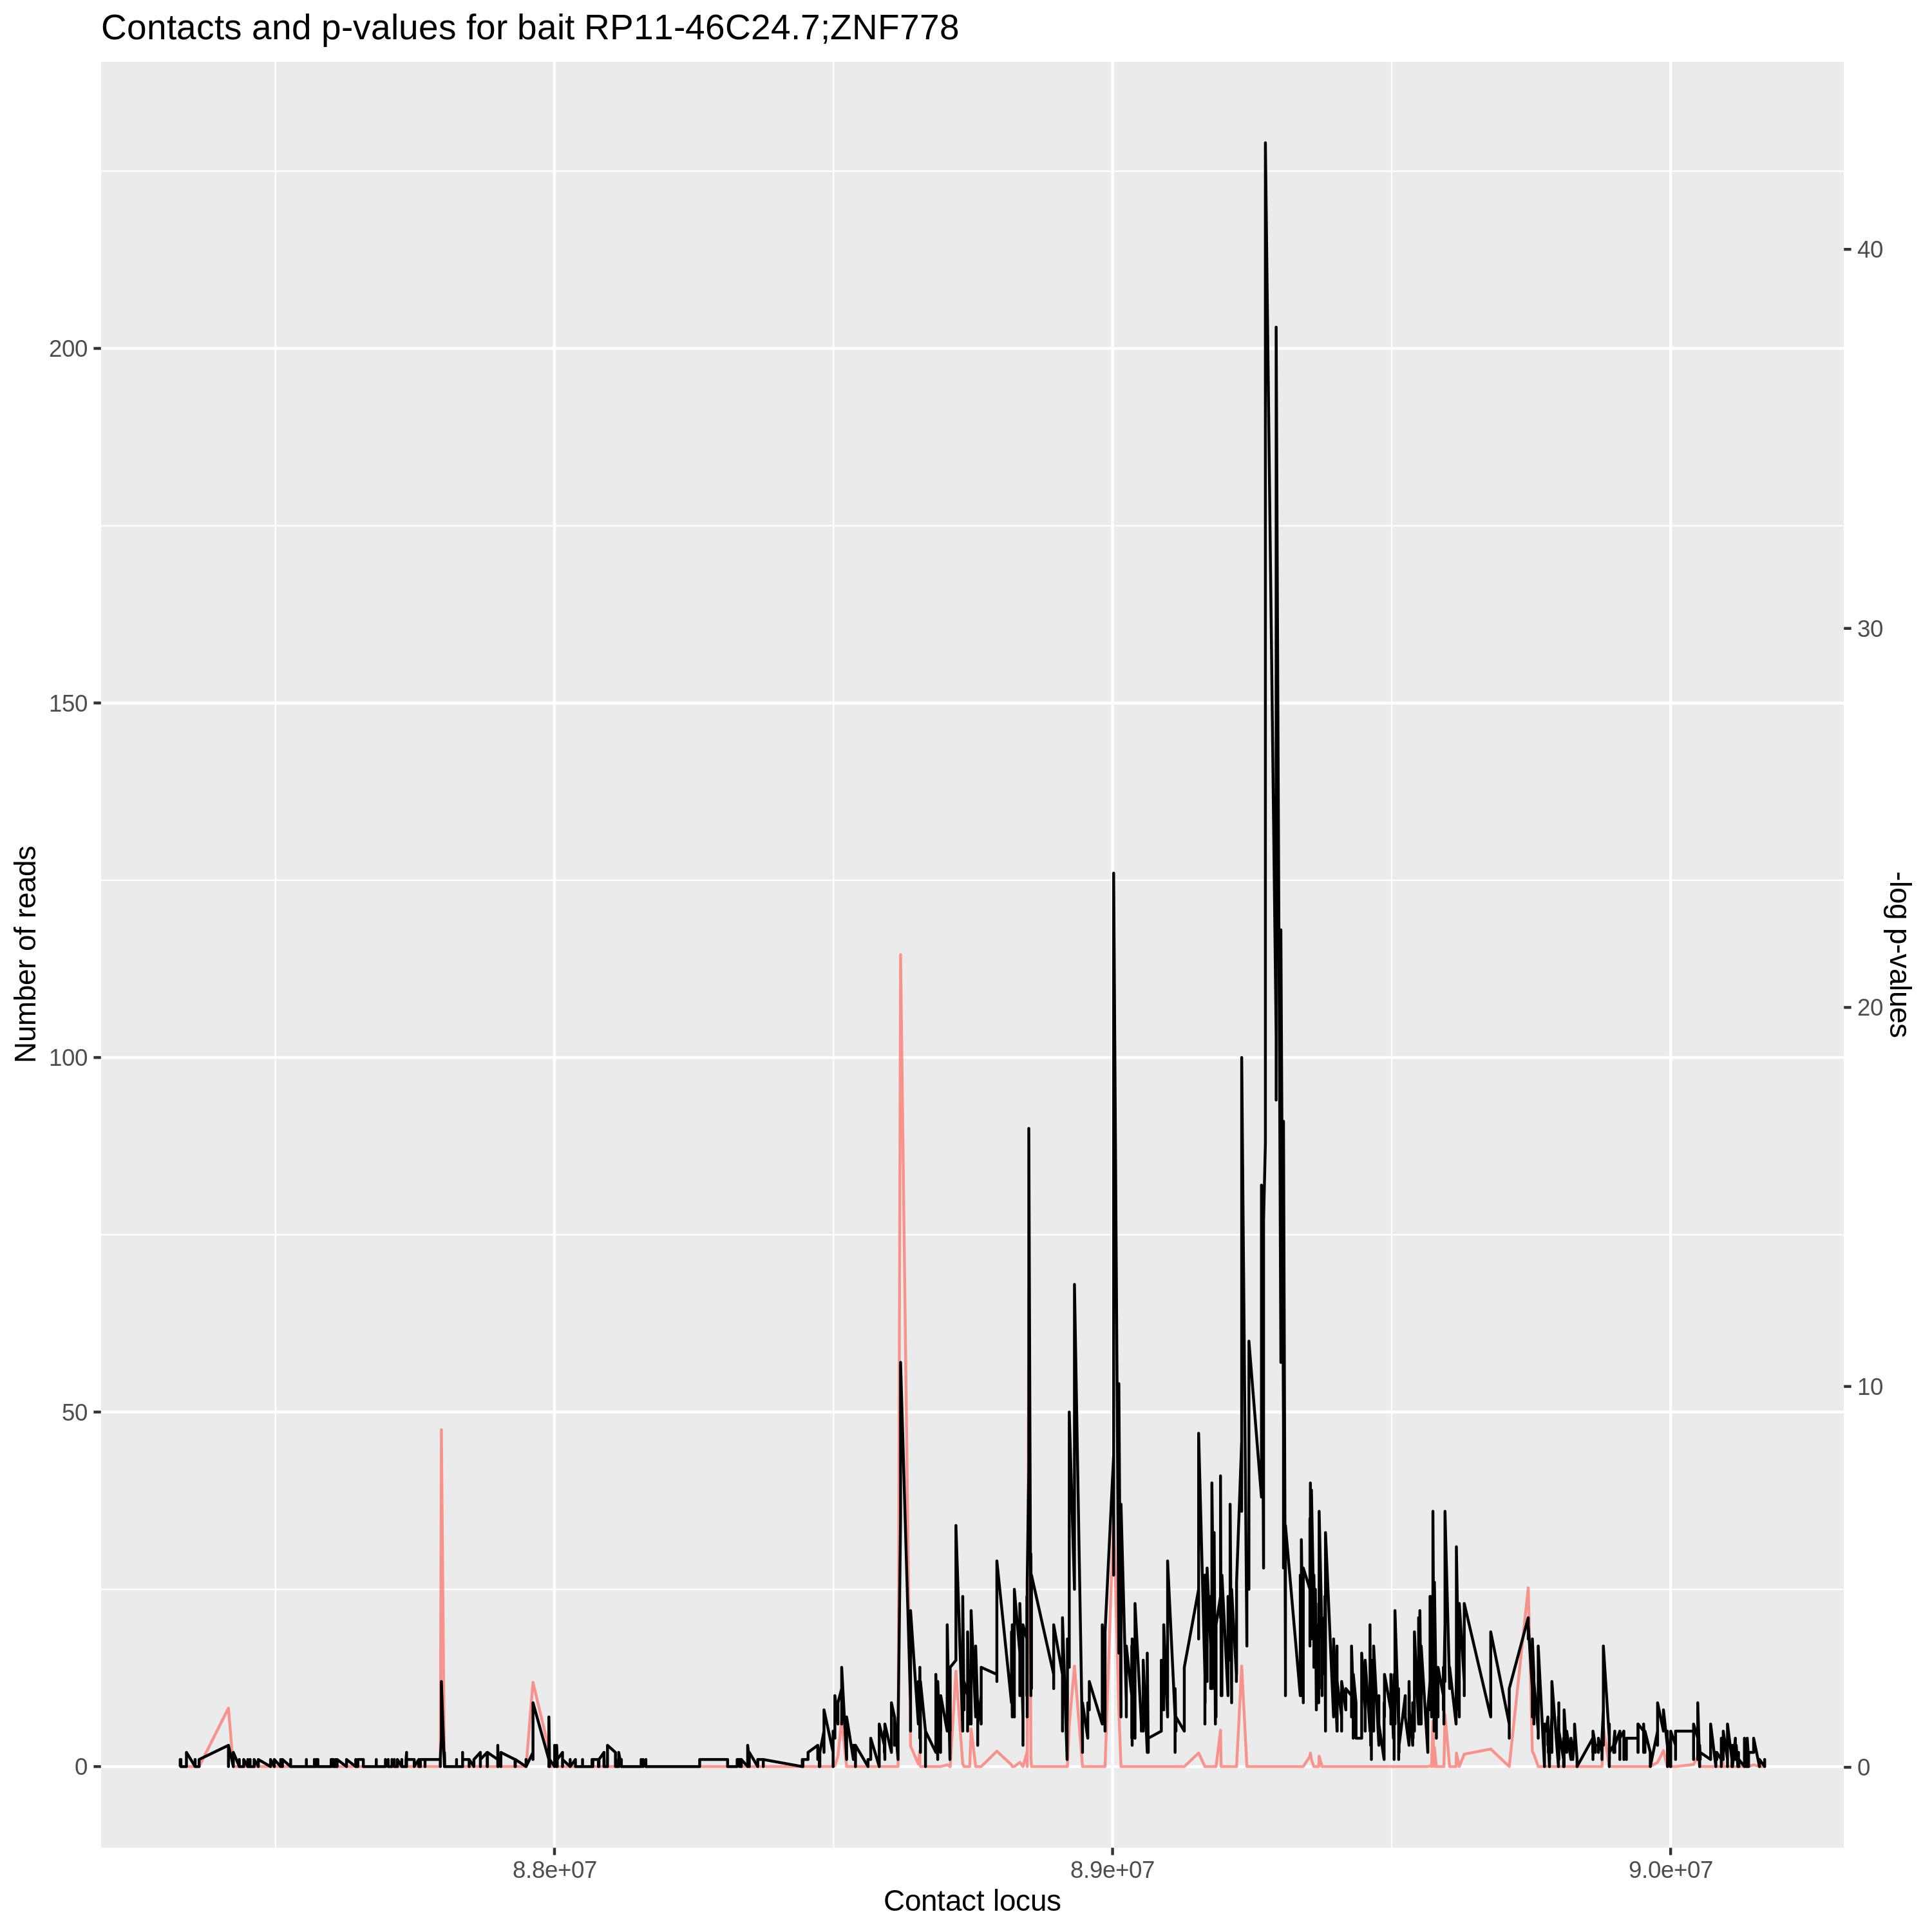 Contacts and p-values for bait RP11-46C24.7;ZNF778
Number of reads
200
150
100
50
0
40
30
20
10
0
-log p-values
8.8e+07
8.9e+07
9.0e+07
Contact locus